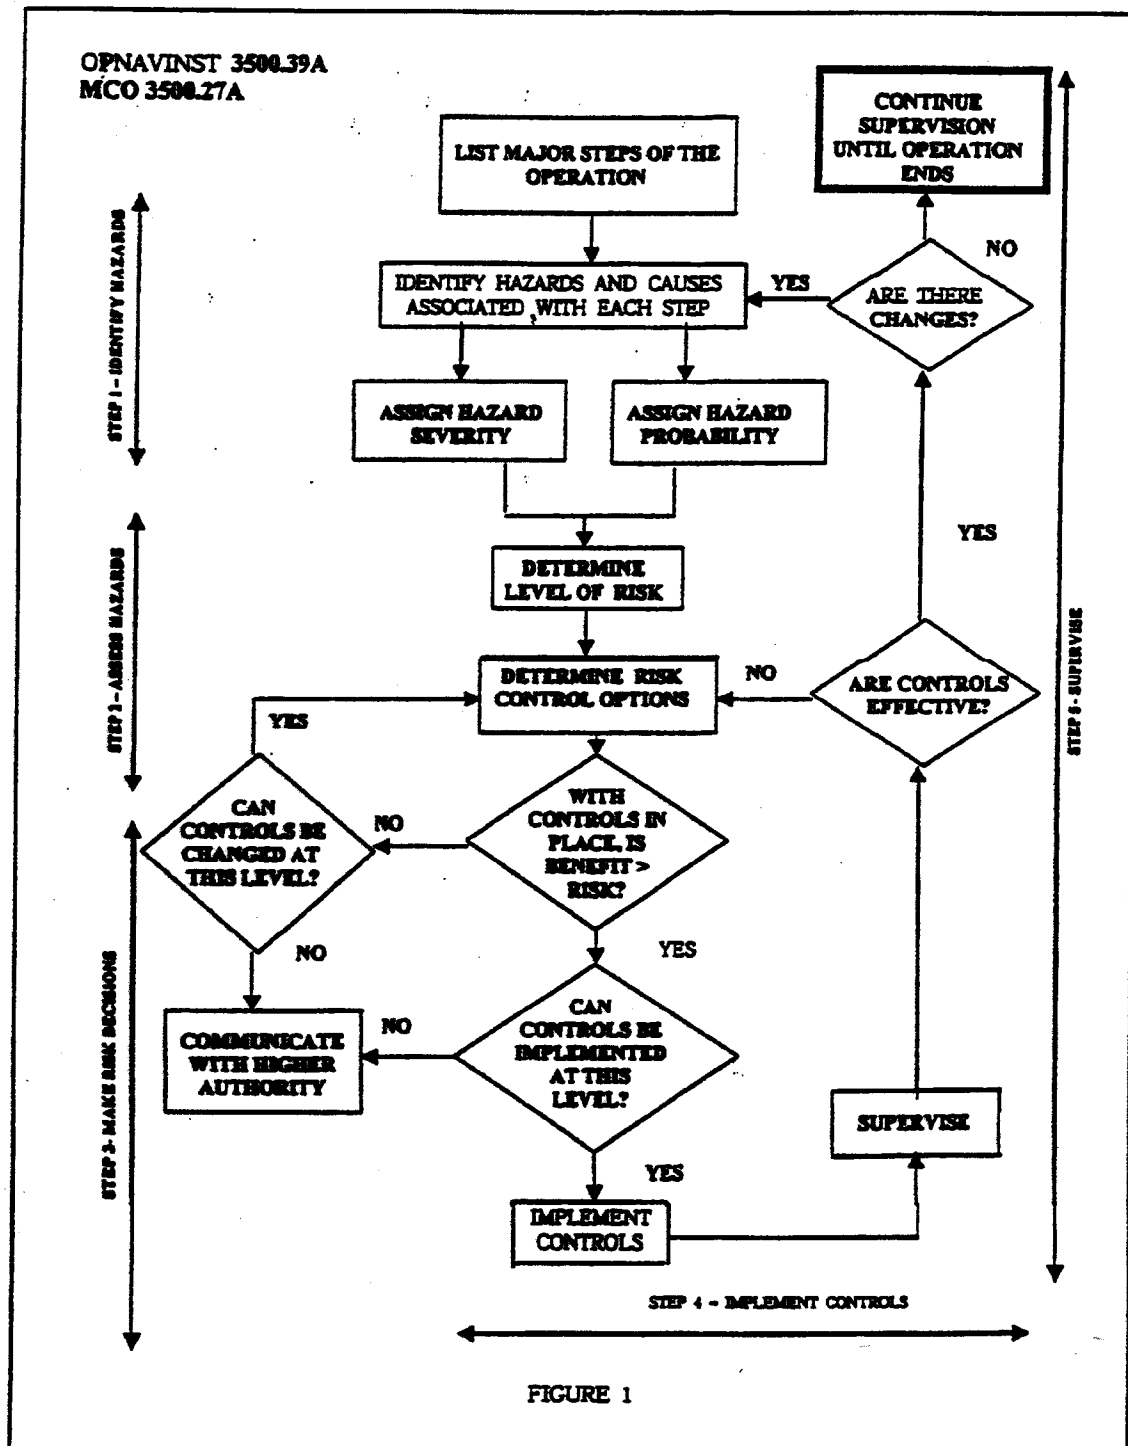 OPNAVINST 3500.39A
MCO 3500.27A
LIST MAJOR STEPS OF THE
OPERATION
CONTINUE
SUPERVISION
UNTIL OPERATION
ENDS
IDENTIFY HAZARDS AND CAUSES
ASSOCIATED WITH EACH STEP
YES
ARE THERE
CHANGES?
NO
STEP 1 - IDENTIFY HAZARDS
ASSIGN HAZARD
SEVERITY
ASSIGN HAZARD
PROBABILITY
YES
DETERMINE
LEVEL OF RISK
STEP 2 - ASSESS HAZARDS
DETERMINE RISK
CONTROL OPTIONS
NO
ARE CONTROLS
EFFECTIVE?
STEP 5 - SUPERVISE
YES
CAN
CONTROLS BE
CHANGED AT
THIS LEVEL?
NO
WITH
CONTROLS IN
PLACE, IS
BENEFIT >
RISK?
NO
YES
STEP 3- MAKE RISK DECISIONS
COMMUNICATE
WITH HIGHER
AUTHORITY
NO
CAN
CONTROLS BE
IMPLEMENTED
AT THIS
LEVEL?
SUPERVISE
YES
IMPLEMENT
CONTROLS
STEP 4 - IMPLEMENT CONTROLS
FIGURE 1